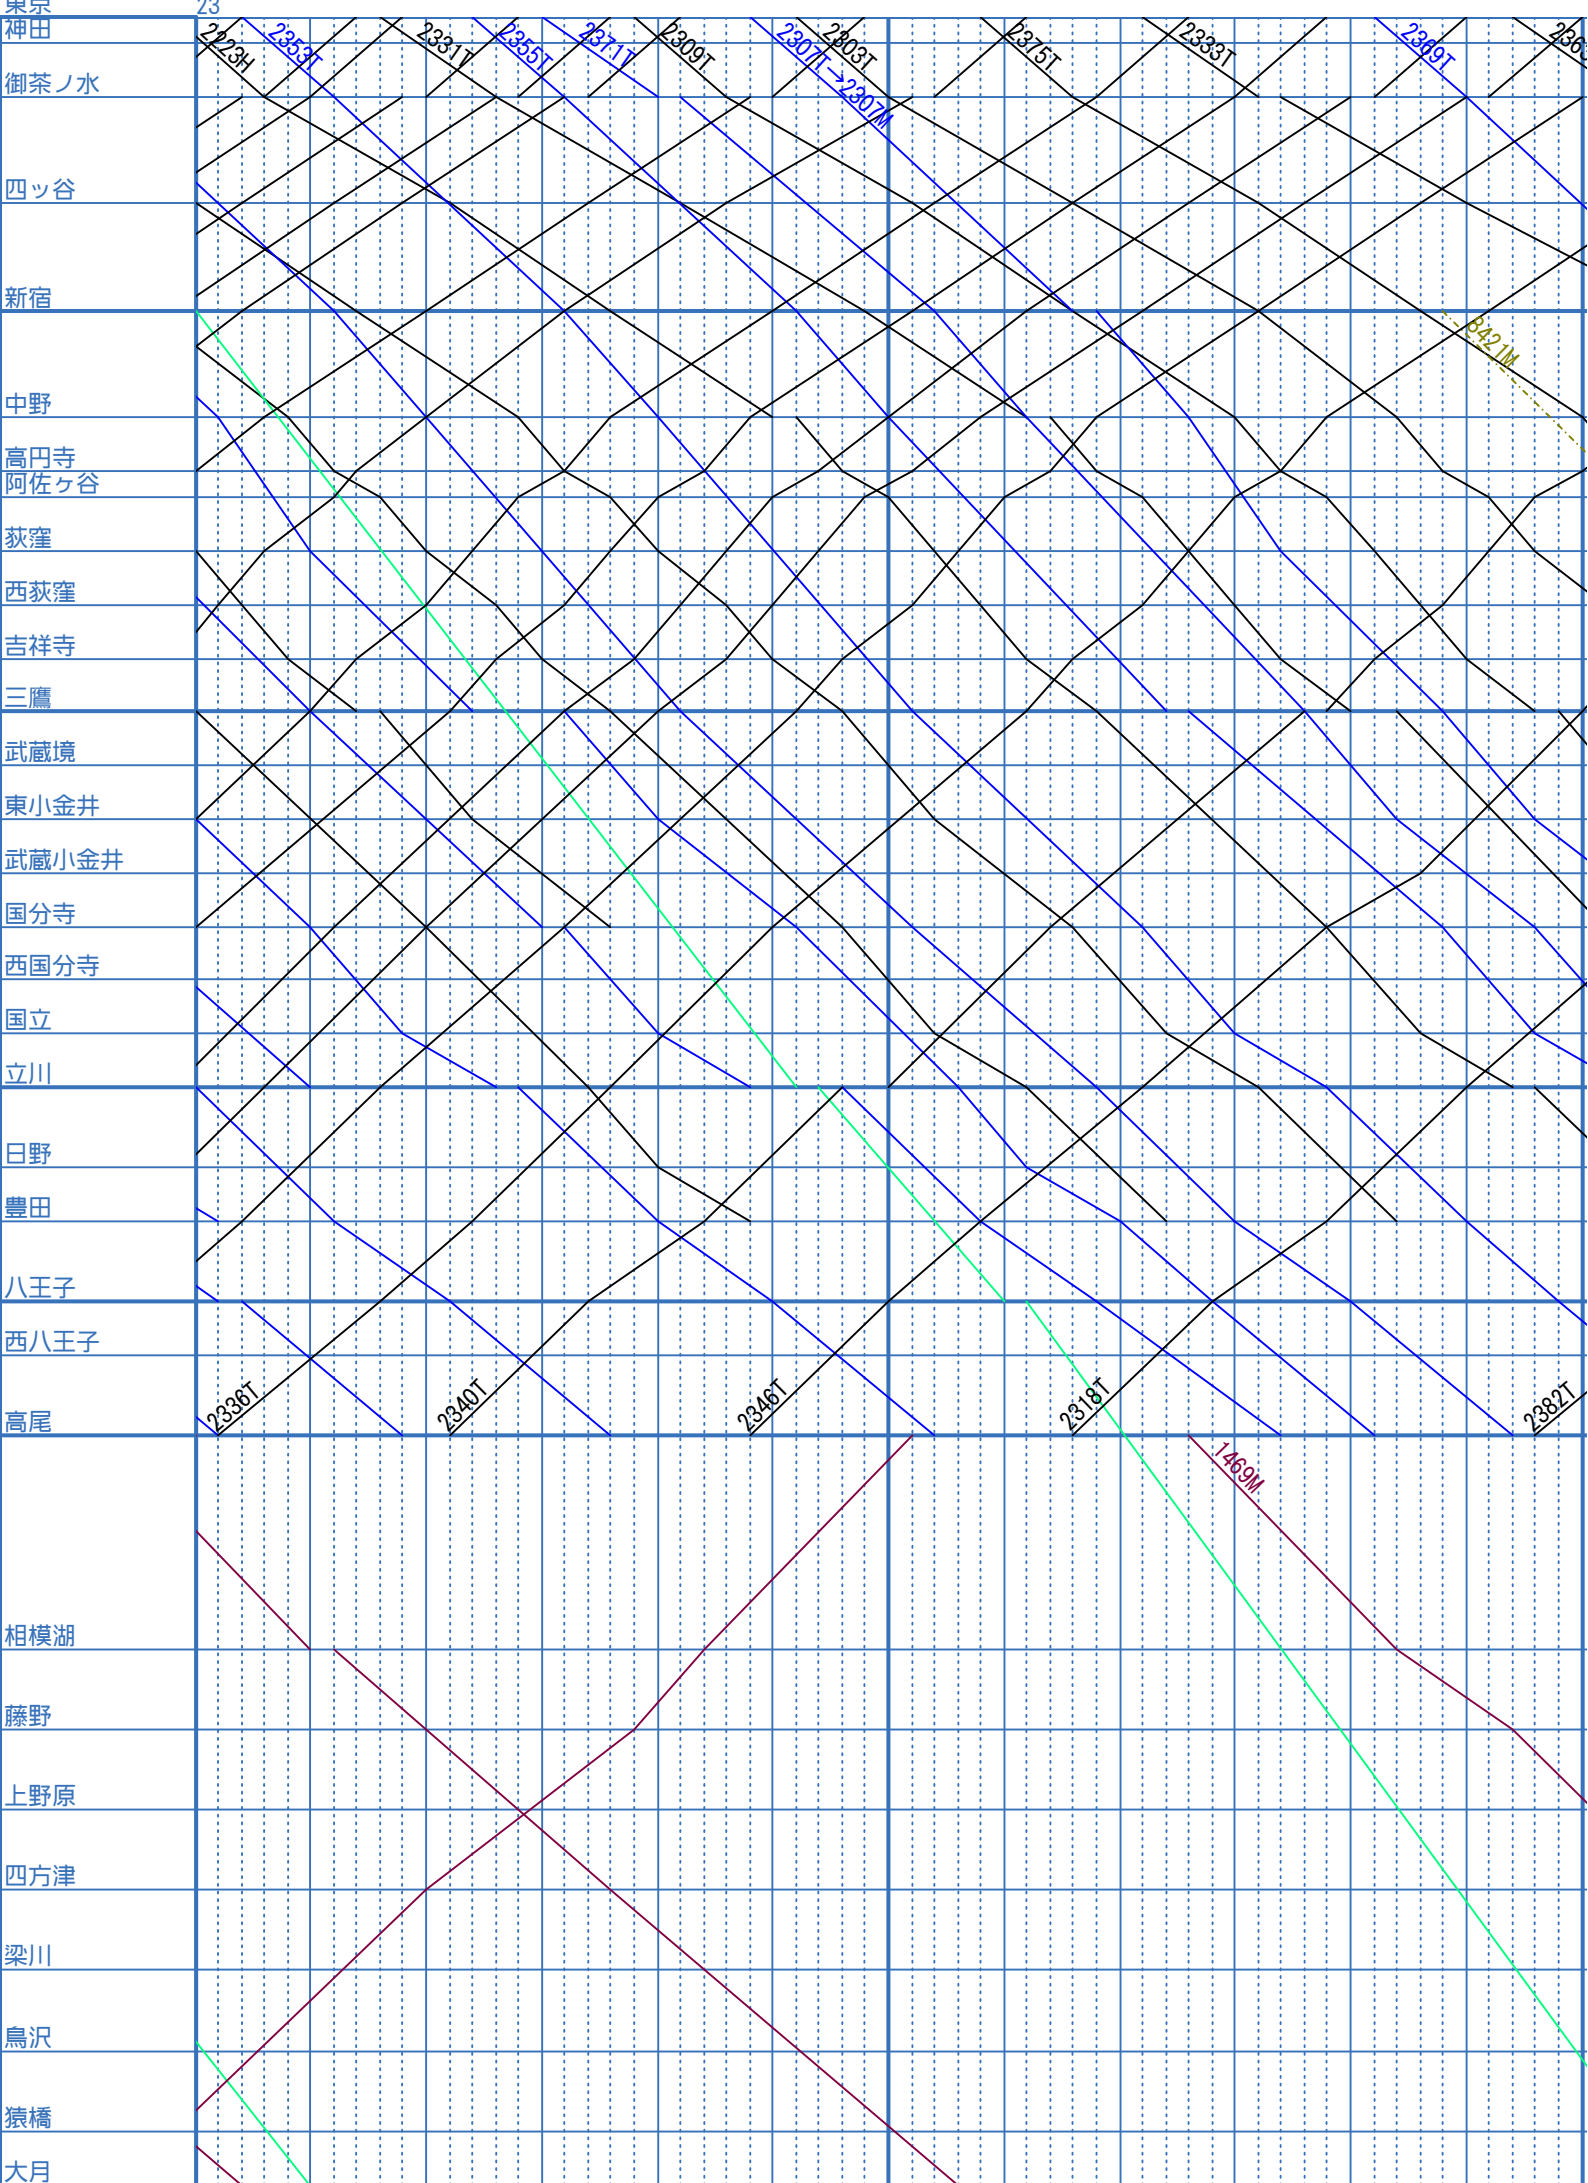 東京
23
神田
2223H
2353T
2331T
2355T
2371T
2309T
2307T→2307M
2303T
2375T
2333T
2369T
御茶ノ水
四ッ谷
新宿
8421M
中野
高円寺
阿佐ヶ谷
荻窪
西荻窪
吉祥寺
三鷹
武蔵境
東小金井
武蔵小金井
国分寺
西国分寺
国立
立川
日野
豊田
八王子
西八王子
高尾
2336T
2340T
2346T
2318T
2382T
1469M
相模湖
藤野
上野原
四方津
梁川
鳥沢
猿橋
大月